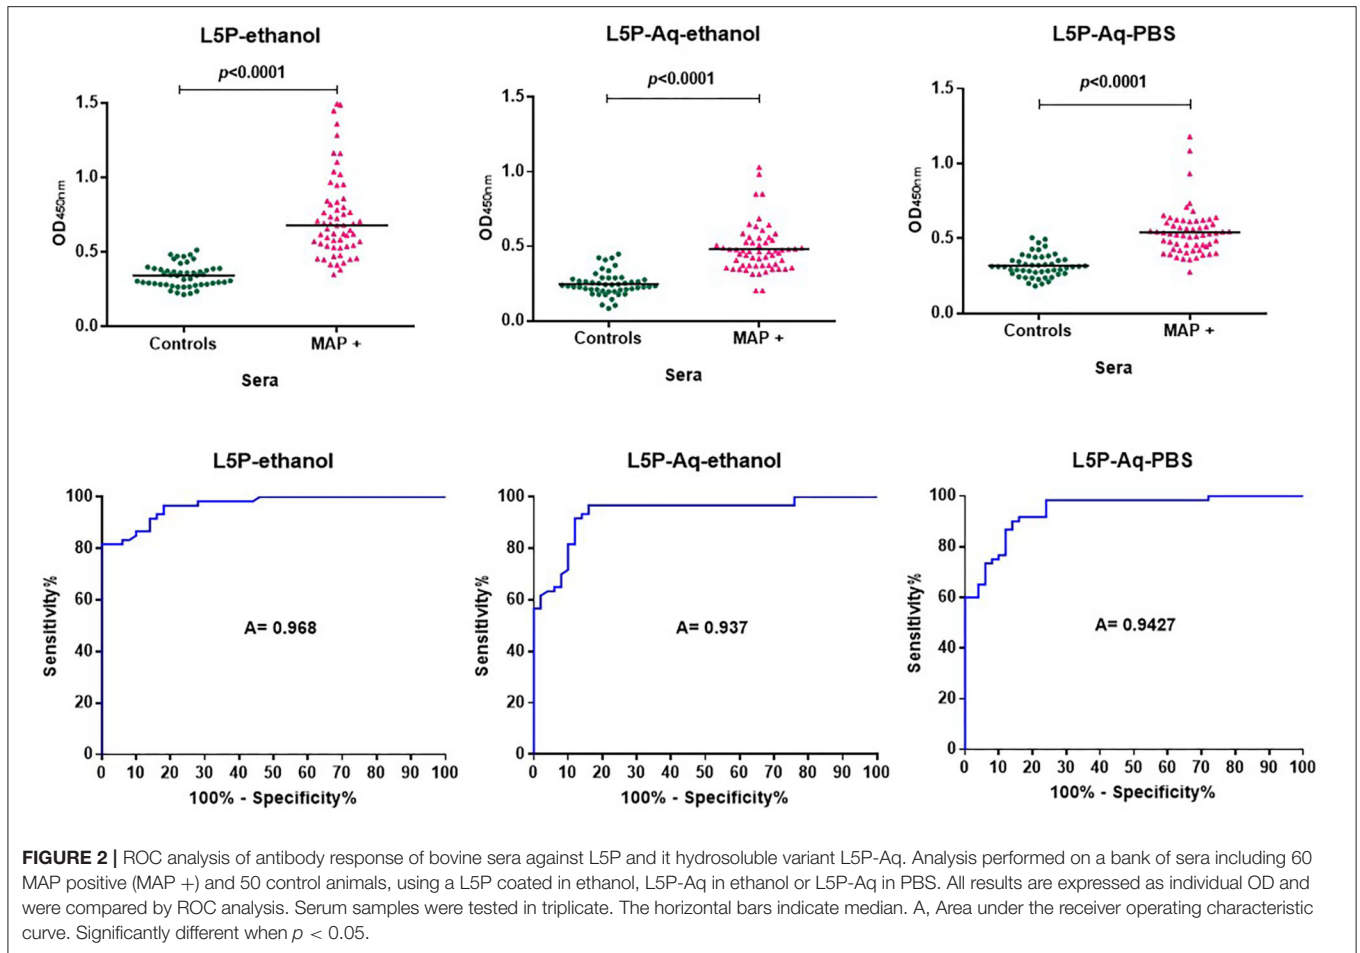 L5P-ethanol
p<0.0001
1.5
1.0
0.5
0.0
OD450nm
Controls
MAP +
Sera
L5P-Aq-ethanol
p<0.0001
1.5
1.0
0.5
0.0
OD450nm
Controls
MAP +
Sera
L5P-Aq-PBS
p<0.0001
1.5
1.0
0.5
0.0
OD450nm
Controls
MAP +
Sera
L5P-ethanol
100
80
60
40
20
0
Sensitivity%
A= 0.968
0 10 20 30 40 50 60 70 80 90 100
100% - Specificity%
L5P-Aq-ethanol
100
80
60
40
20
0
Sensitivity%
A= 0.937
0 10 20 30 40 50 60 70 80 90 100
100% - Specificity%
L5P-Aq-PBS
100
80
60
40
20
0
Sensitivity%
A= 0.9427
0 10 20 30 40 50 60 70 80 90 100
100% - Specificity%
FIGURE 2 | ROC analysis of antibody response of bovine sera against L5P and it hydrosoluble variant L5P-Aq. Analysis performed on a bank of sera including 60
MAP positive (MAP +) and 50 control animals, using a L5P coated in ethanol, L5P-Aq in ethanol or L5P-Aq in PBS. All results are expressed as individual OD and
were compared by ROC analysis. Serum samples were tested in triplicate. The horizontal bars indicate median. A, Area under the receiver operating characteristic
curve. Significantly different when p < 0.05.